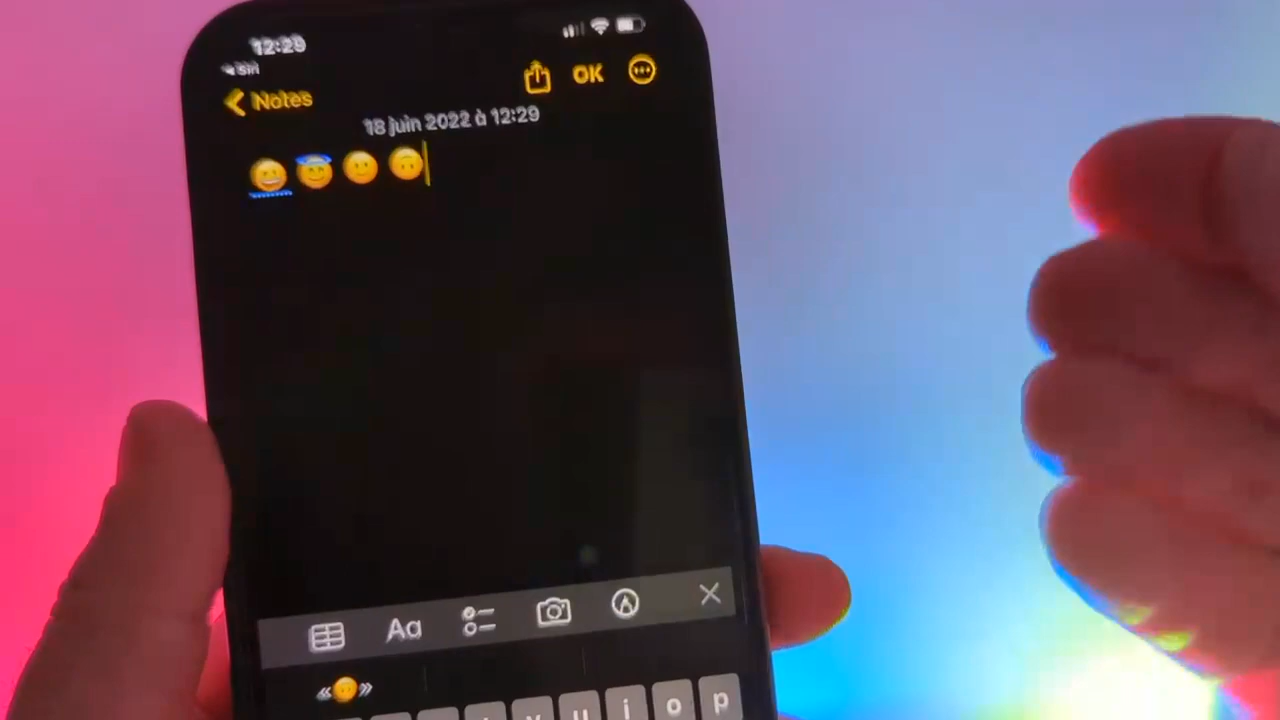 12:29
Siri
Notes
OK
18 juin 2022 à 12:29
😀 😇 🙂 🙃
Aa
«🙃»
y u i o p